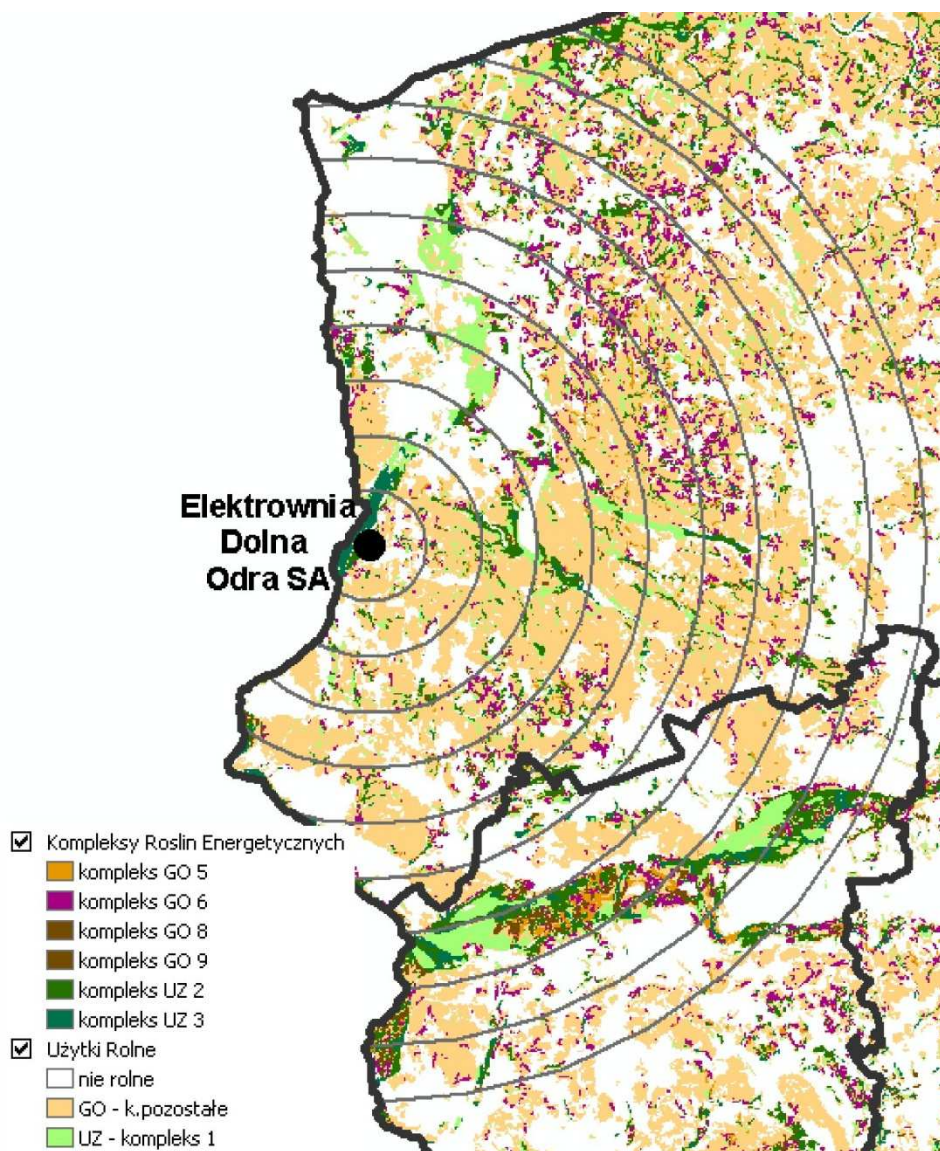 Elektrownia
Dolna
Odra SA
Kompleksy Roslin Energetycznych
kompleks GO 5
kompleks GO 6
kompleks GO 8
kompleks GO 9
kompleks UZ 2
kompleks UZ 3
Użytki Rolne
nie rolne
GO - k.pozostałe
UZ - kompleks 1